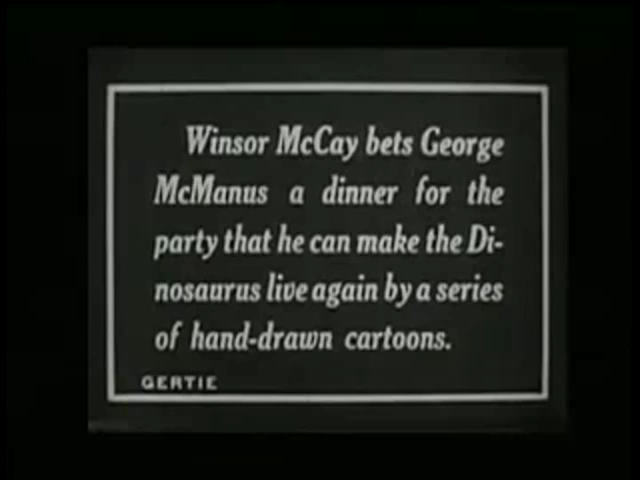 Winsor McCay bets George
McManus a dinner for the
party that he can make the Di-
nosaurus live again by a series
of hand-drawn cartoons.
GERTIE